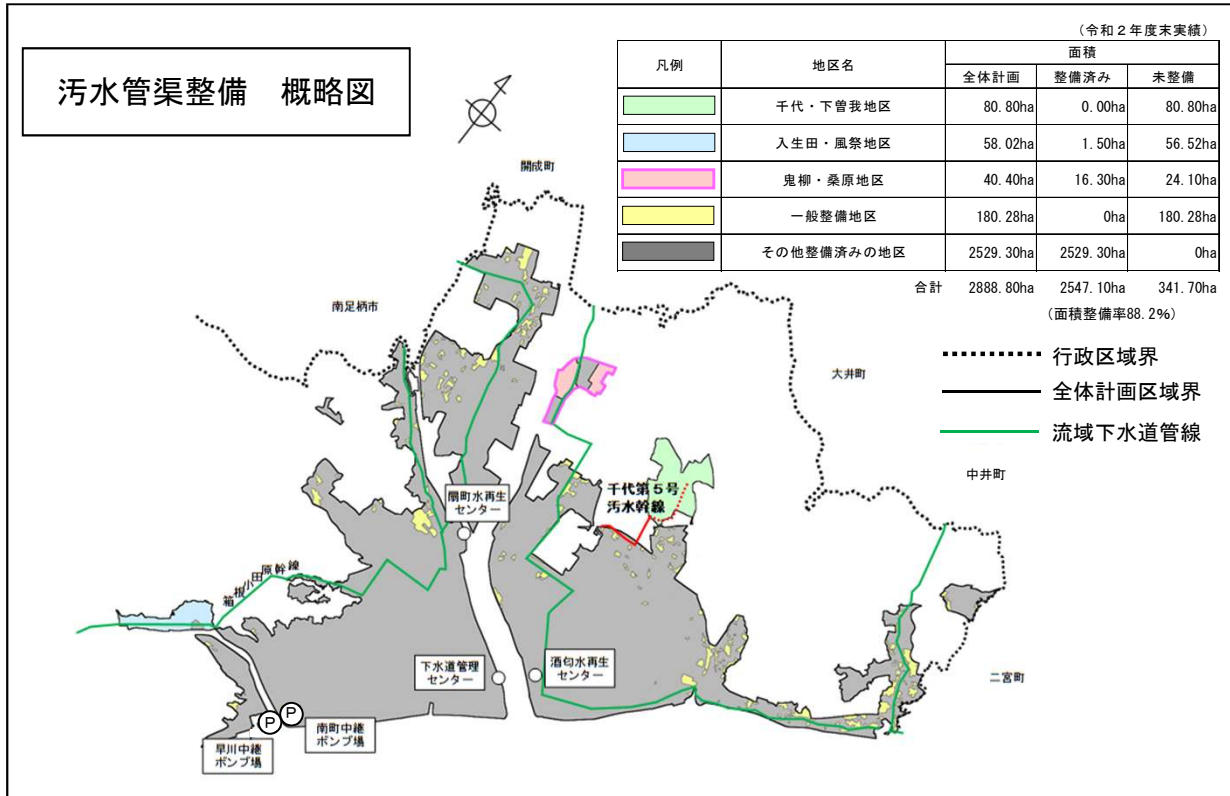 汚水管渠整備　概略図
（令和２年度末実績）
凡例 地区名 面積
全体計画 整備済み 未整備
千代・下曽我地区 80.80ha 0.00ha 80.80ha
入生田・風祭地区 58.02ha 1.50ha 56.52ha
鬼柳・桑原地区 40.40ha 16.30ha 24.10ha
一般整備地区 180.28ha 0ha 180.28ha
その他整備済みの地区 2529.30ha 2529.30ha 0ha
合計 2888.80ha 2547.10ha 341.70ha
（面積整備率88.2%）
行政区域界
全体計画区域界
流域下水道管線
開成町
南足柄市
大井町
中井町
二宮町
千代第５号
汚水幹線
扇町水再生
センター
箱根小田原幹線
下水道管理
センター
酒匂水再生
センター
P
P
南町中継
ポンプ場
早川中継
ポンプ場